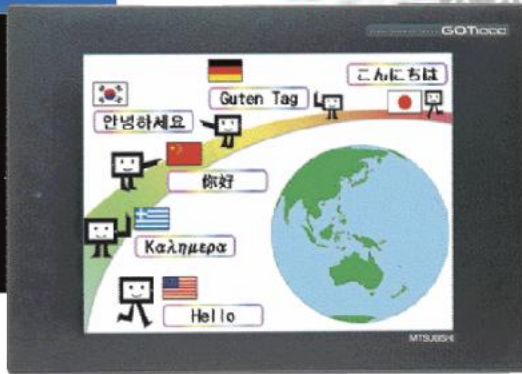 GOT1000
こんにちは
Guten Tag
안녕하세요
你好
Καλημερα
Hello
MITSUBISHI